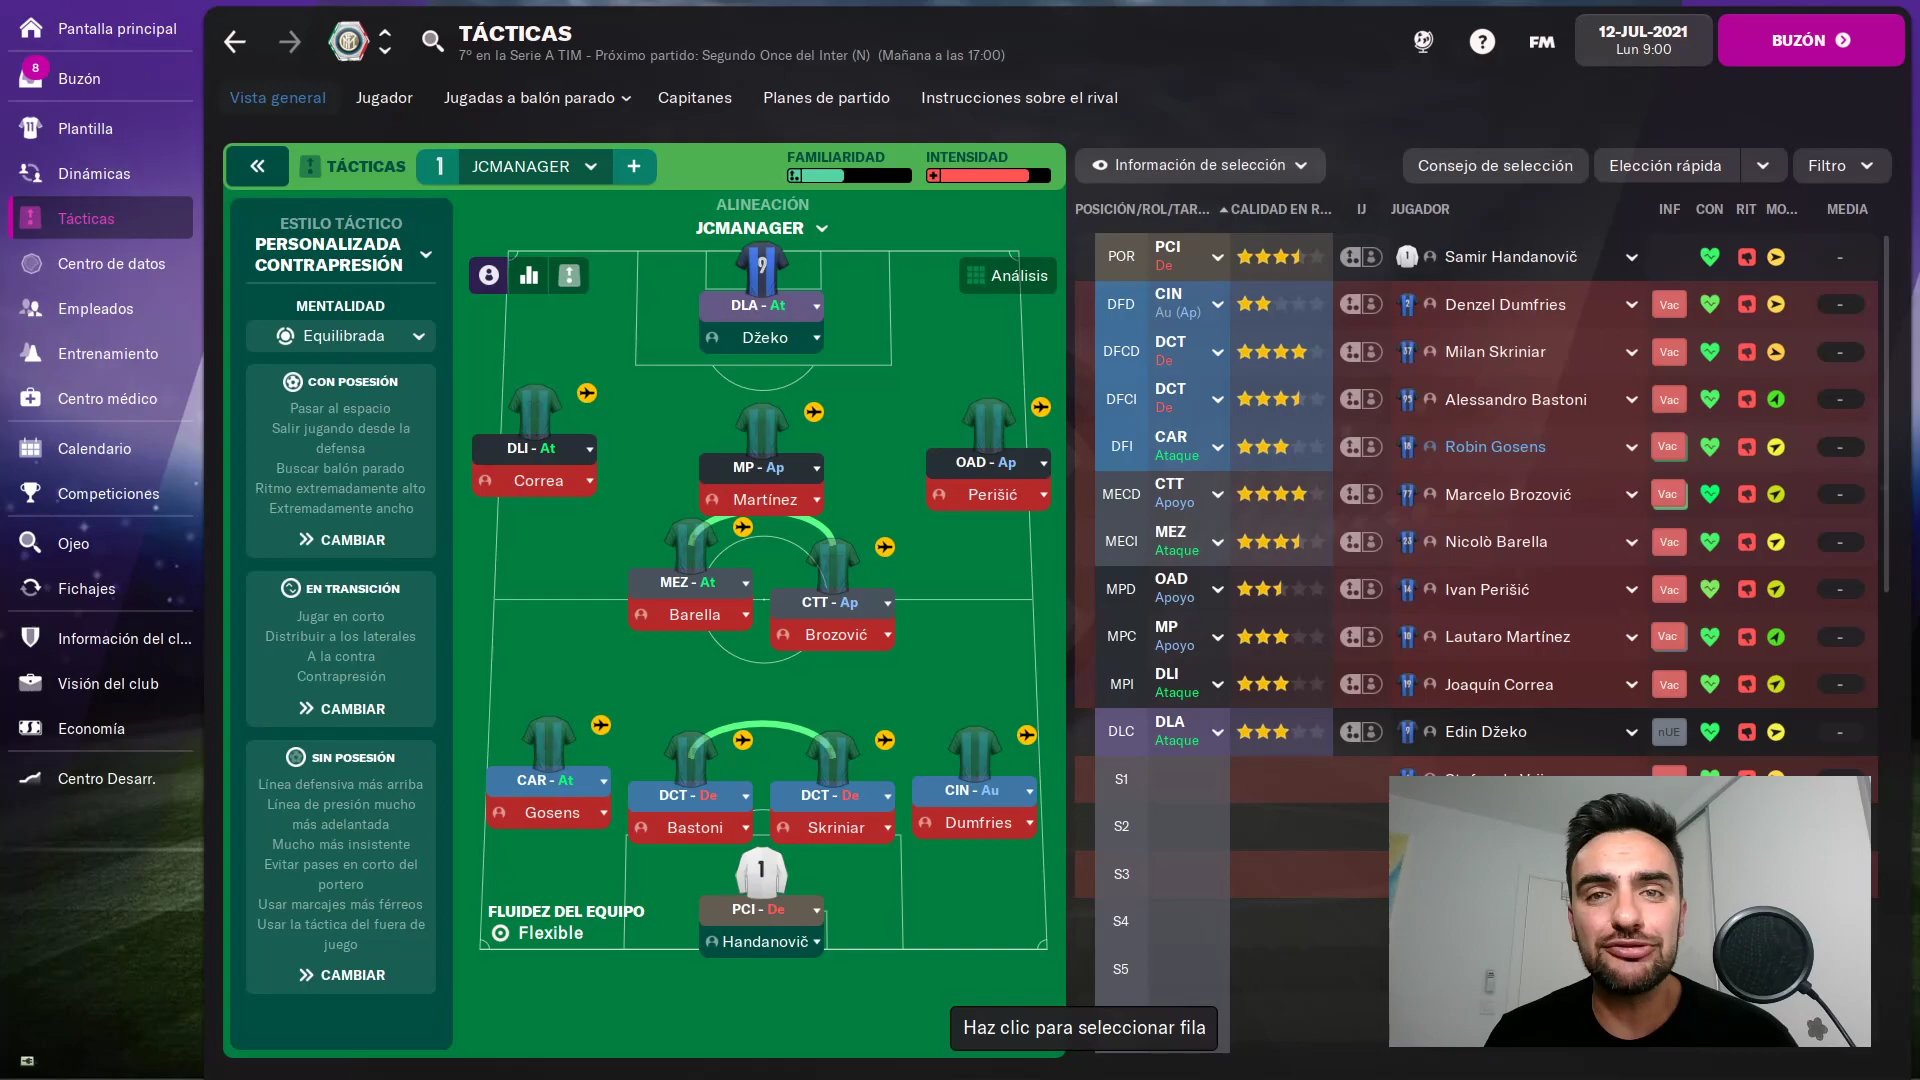 Pantalla principal
8
Buzón
Plantilla
Dinámicas
Tácticas
Centro de datos
Empleados
Entrenamiento
Centro médico
Calendario
Competiciones
Ojeo
Fichajes
Información del cl...
Visión del club
Economía
Centro Desarr.
TÁCTICAS
7º en la Serie A TIM - Próximo partido: Segundo Once del Inter (N) (Mañana a las 17:00)
?
FM
12-JUL-2021
Lun 9:00
BUZÓN
Vista general
Jugador
Jugadas a balón parado
Capitanes
Planes de partido
Instrucciones sobre el rival
TÁCTICAS
1
JCMANAGER
+
FAMILIARIDAD
INTENSIDAD
ESTILO TÁCTICO
PERSONALIZADA
CONTRAPRESIÓN
MENTALIDAD
Equilibrada
CON POSESIÓN
Pasar al espacio
Salir jugando desde la
defensa
Buscar balón parado
Ritmo extremadamente alto
Extremadamente ancho
CAMBIAR
EN TRANSICIÓN
Jugar en corto
Distribuir a los laterales
A la contra
Contrapresión
CAMBIAR
SIN POSESIÓN
Línea defensiva más arriba
Línea de presión mucho
más adelantada
Mucho más insistente
Evitar pases en corto del
portero
Usar marcajes más férreos
Usar la táctica del fuera de
juego
CAMBIAR
ALINEACIÓN
JCMANAGER
Análisis
9
DLA - At
Džeko
DLI - At
Correa
MP - Ap
Martínez
OAD - Ap
Perišić
MEZ - At
Barella
CTT - Ap
Brozović
CAR - At
Gosens
DCT - De
Bastoni
DCT - De
Skriniar
CIN - Au
Dumfries
1
PCI - De
Handanovič
FLUIDEZ DEL EQUIPO
Flexible
Información de selección
Consejo de selección
Elección rápida
Filtro
POSICIÓN/ROL/TAR...
CALIDAD EN R...
IJ
JUGADOR
INF
CON
RIT
MO...
MEDIA
POR PCI De 1 Samir Handanovič -
DFD CIN Au (Ap) 2 Denzel Dumfries Vac -
DFCD DCT De 37 Milan Skriniar Vac -
DFCI DCT De 95 Alessandro Bastoni Vac -
DFI CAR Ataque 18 Robin Gosens Vac -
MECD CTT Apoyo 77 Marcelo Brozović Vac -
MECI MEZ Ataque 23 Nicolò Barella Vac -
MPD OAD Apoyo 14 Ivan Perišić Vac -
MPC MP Apoyo 10 Lautaro Martínez Vac -
MPI DLI Ataque 19 Joaquín Correa Vac -
DLC DLA Ataque 9 Edin Džeko nUE -
S1
S2
S3
S4
S5
Haz clic para seleccionar fila